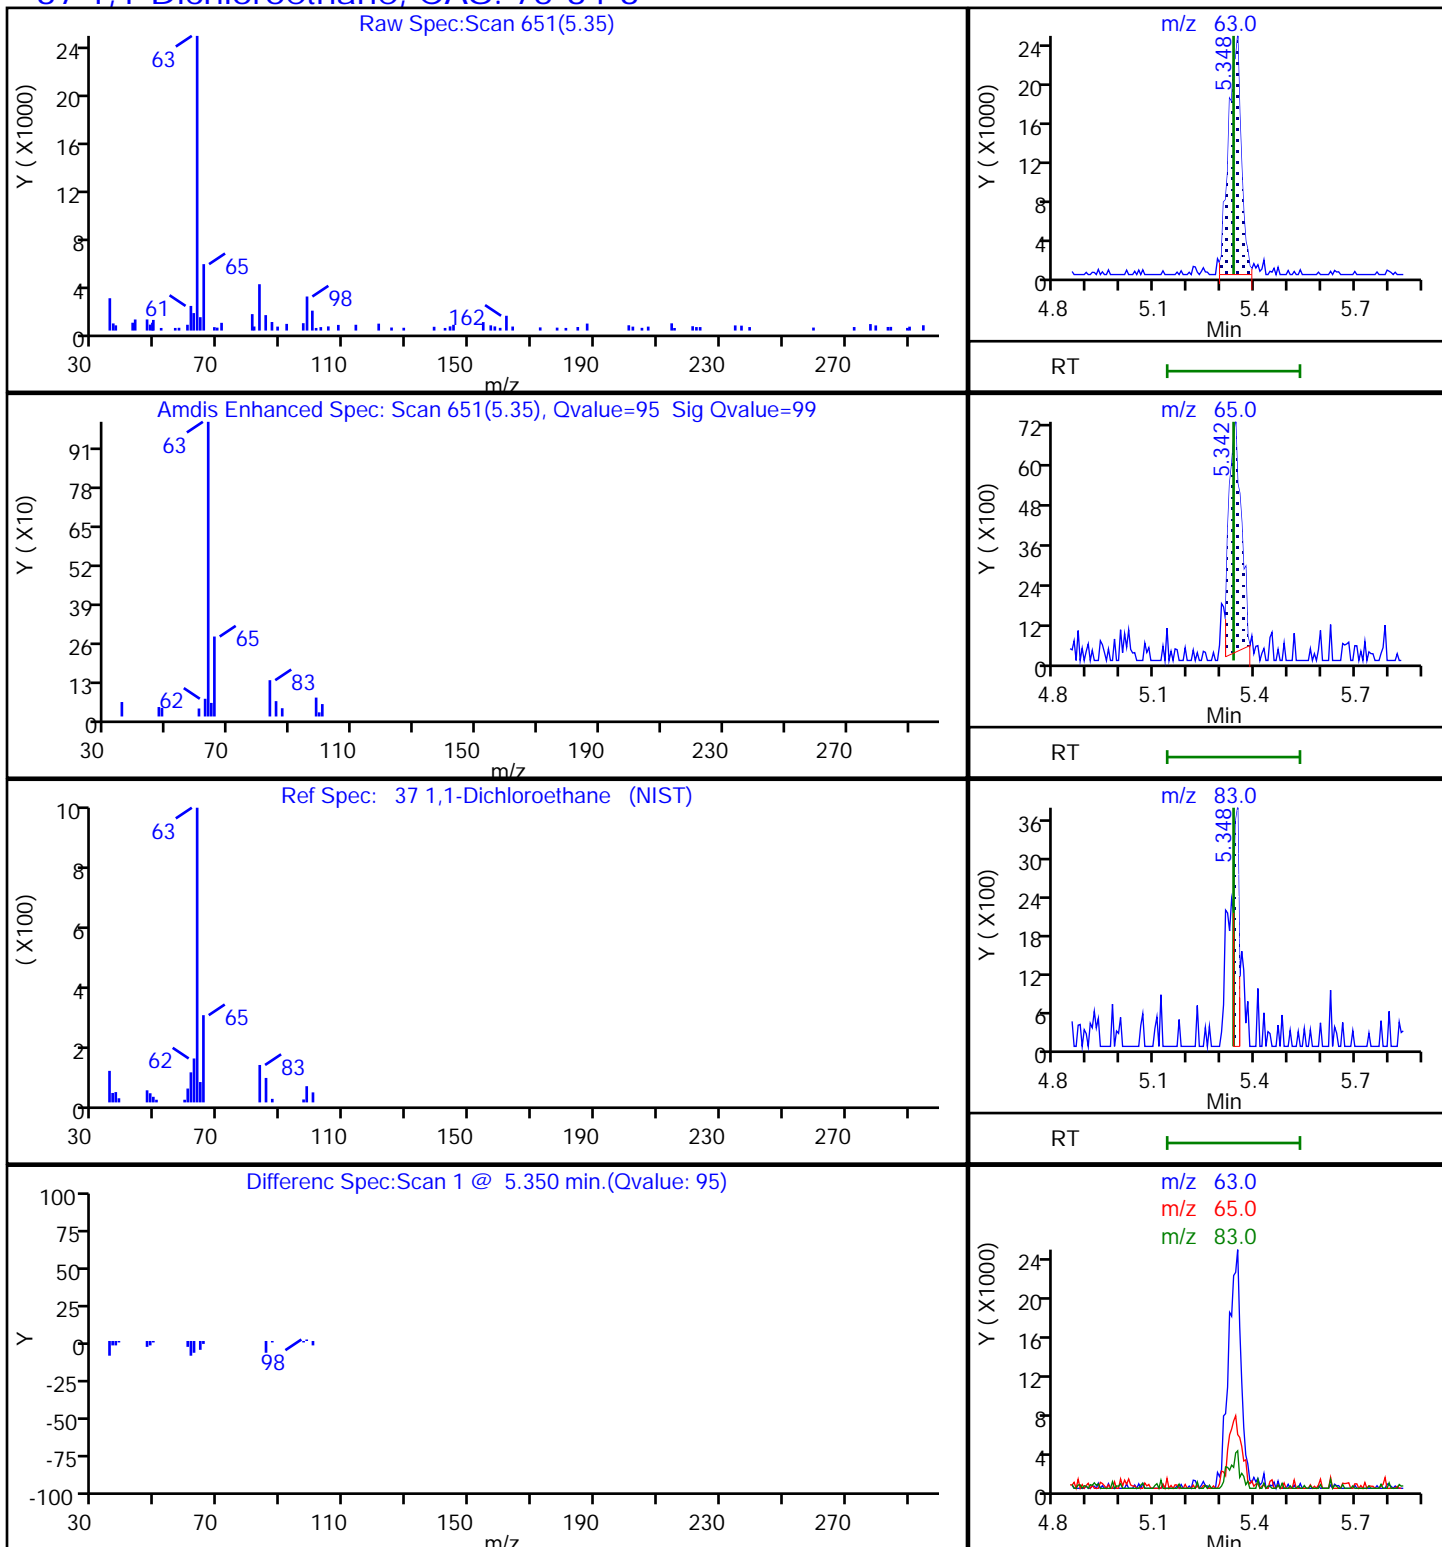 37 1,1-Dichloroethane, CAS: 75-34-3
Raw Spec:Scan 651(5.35)
Y ( X1000)
24
20
16
12
8
4
0
63
65
61
98
162
30 70 110 150 190 230 270
m/z
m/z 63.0
Y ( X1000)
24
20
16
12
8
4
0
5.348
4.8 5.1 5.4 5.7
Min
RT
Amdis Enhanced Spec: Scan 651(5.35), Qvalue=95 Sig Qvalue=99
Y ( X10)
91
78
65
52
39
26
13
0
63
65
62
83
30 70 110 150 190 230 270
m/z
m/z 65.0
Y ( X100)
72
60
48
36
24
12
0
5.342
4.8 5.1 5.4 5.7
Min
RT
Ref Spec: 37 1,1-Dichloroethane (NIST)
( X100)
10
8
6
4
2
0
63
65
62
83
30 70 110 150 190 230 270
m/z 83.0
Y ( X100)
36
30
24
18
12
6
0
5.348
4.8 5.1 5.4 5.7
Min
RT
Differenc Spec:Scan 1 @ 5.350 min.(Qvalue: 95)
Y
100
75
50
25
0
-25
-50
-75
-100
98
30 70 110 150 190 230 270
m/z
m/z 63.0
m/z 65.0
m/z 83.0
Y ( X1000)
24
20
16
12
8
4
0
4.8 5.1 5.4 5.7
Min